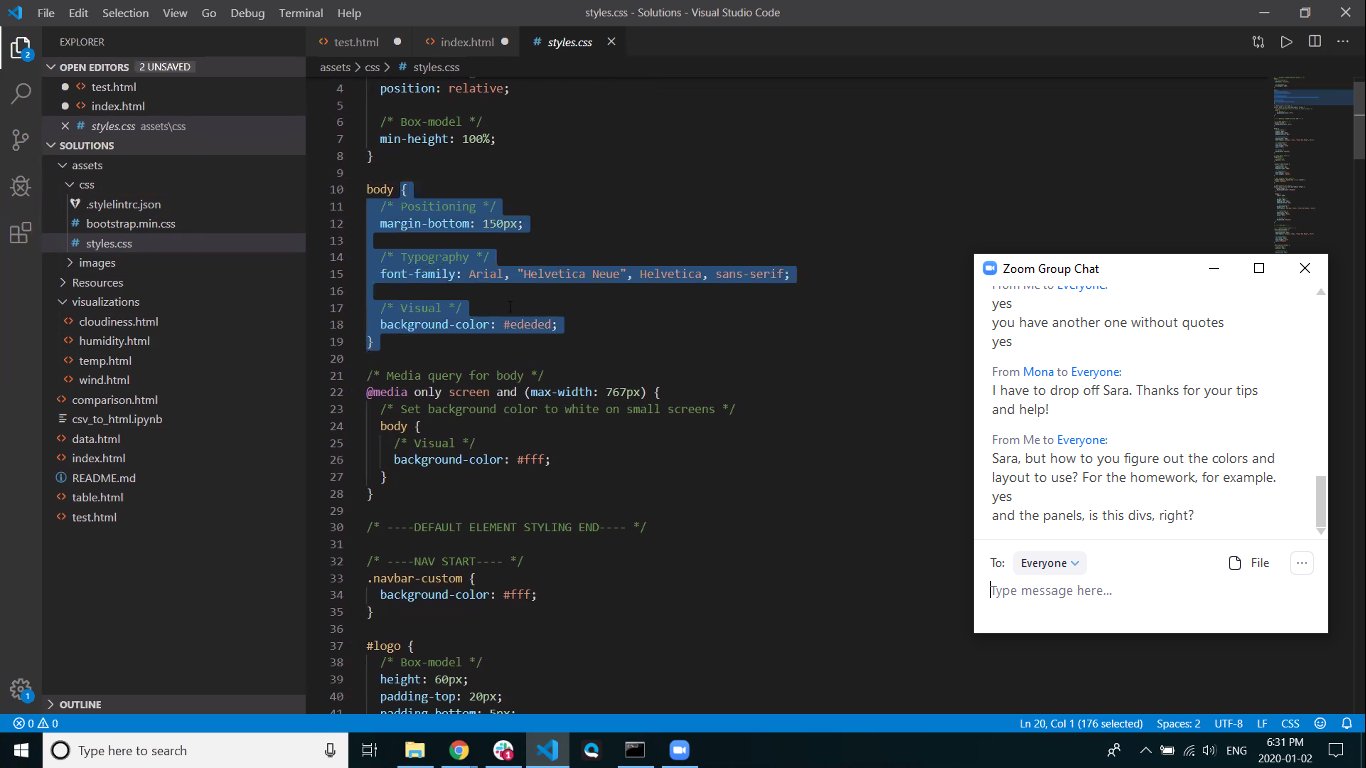 File Edit Selection View Go Debug Terminal Help
styles.css - Solutions - Visual Studio Code
EXPLORER
OPEN EDITORS 2 UNSAVED
test.html
index.html
styles.css assets\css
SOLUTIONS
assets
css
.stylelintrc.json
bootstrap.min.css
styles.css
images
Resources
visualizations
cloudiness.html
humidity.html
temp.html
wind.html
comparison.html
csv_to_html.ipynb
data.html
index.html
README.md
table.html
test.html
OUTLINE
2
1
test.html
index.html
# styles.css
assets > css > # styles.css
4 position: relative;
5
6 /* Box-model */
7 min-height: 100%;
8 }
9
10 body {
11 /* Positioning */
12 margin-bottom: 150px;
13
14 /* Typography */
15 font-family: Arial, "Helvetica Neue", Helvetica, sans-serif;
16
17 /* Visual */
18 background-color: #ededed;
19 }
20
21 /* Media query for body */
22 @media only screen and (max-width: 767px) {
23 /* Set background color to white on small screens */
24 body {
25 /* Visual */
26 background-color: #fff;
27 }
28 }
29
30 /* ----DEFAULT ELEMENT STYLING END---- */
31
32 /* ----NAV START---- */
33 .navbar-custom {
34 background-color: #fff;
35 }
36
37 #logo {
38 /* Box-model */
39 height: 60px;
40 padding-top: 20px;
41 padding-bottom: 5px;
Zoom Group Chat
From Me to Everyone:
yes
you have another one without quotes
yes
From Mona to Everyone:
I have to drop off Sara. Thanks for your tips
and help!
From Me to Everyone:
Sara, but how to you figure out the colors and
layout to use? For the homework, for example.
yes
and the panels, is this divs, right?
To: Everyone File
Type message here...
0 0
Ln 20, Col 1 (176 selected) Spaces: 2 UTF-8 LF CSS
Type here to search
1
ENG
6:31 PM
2020-01-02